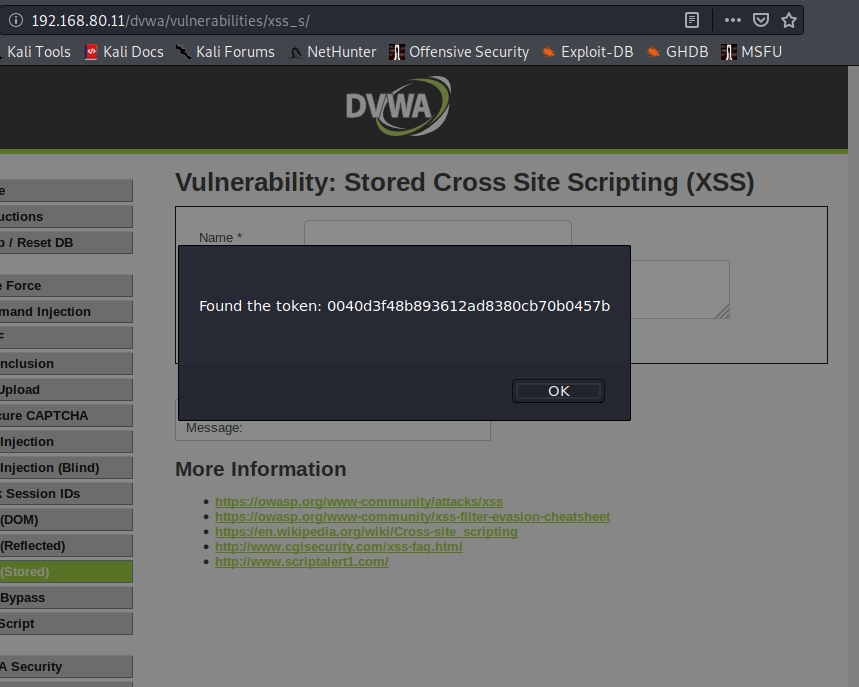 192.168.80.11/dvwa/vulnerabilities/xss_s/
Kali Tools Kali Docs Kali Forums NetHunter Offensive Security Exploit-DB GHDB MSFU
DVWA
e
uctions
p / Reset DB
e Force
mand Injection
F
nclusion
Upload
cure CAPTCHA
Injection
Injection (Blind)
k Session IDs
(DOM)
(Reflected)
(Stored)
Bypass
Script
A Security
Vulnerability: Stored Cross Site Scripting (XSS)
Name *
Found the token: 0040d3f48b893612ad8380cb70b0457b
OK
Message:
More Information
https://owasp.org/www-community/attacks/xss
https://owasp.org/www-community/xss-filter-evasion-cheatsheet
https://en.wikipedia.org/wiki/Cross-site_scripting
http://www.cgisecurity.com/xss-faq.html
http://www.scriptalert1.com/